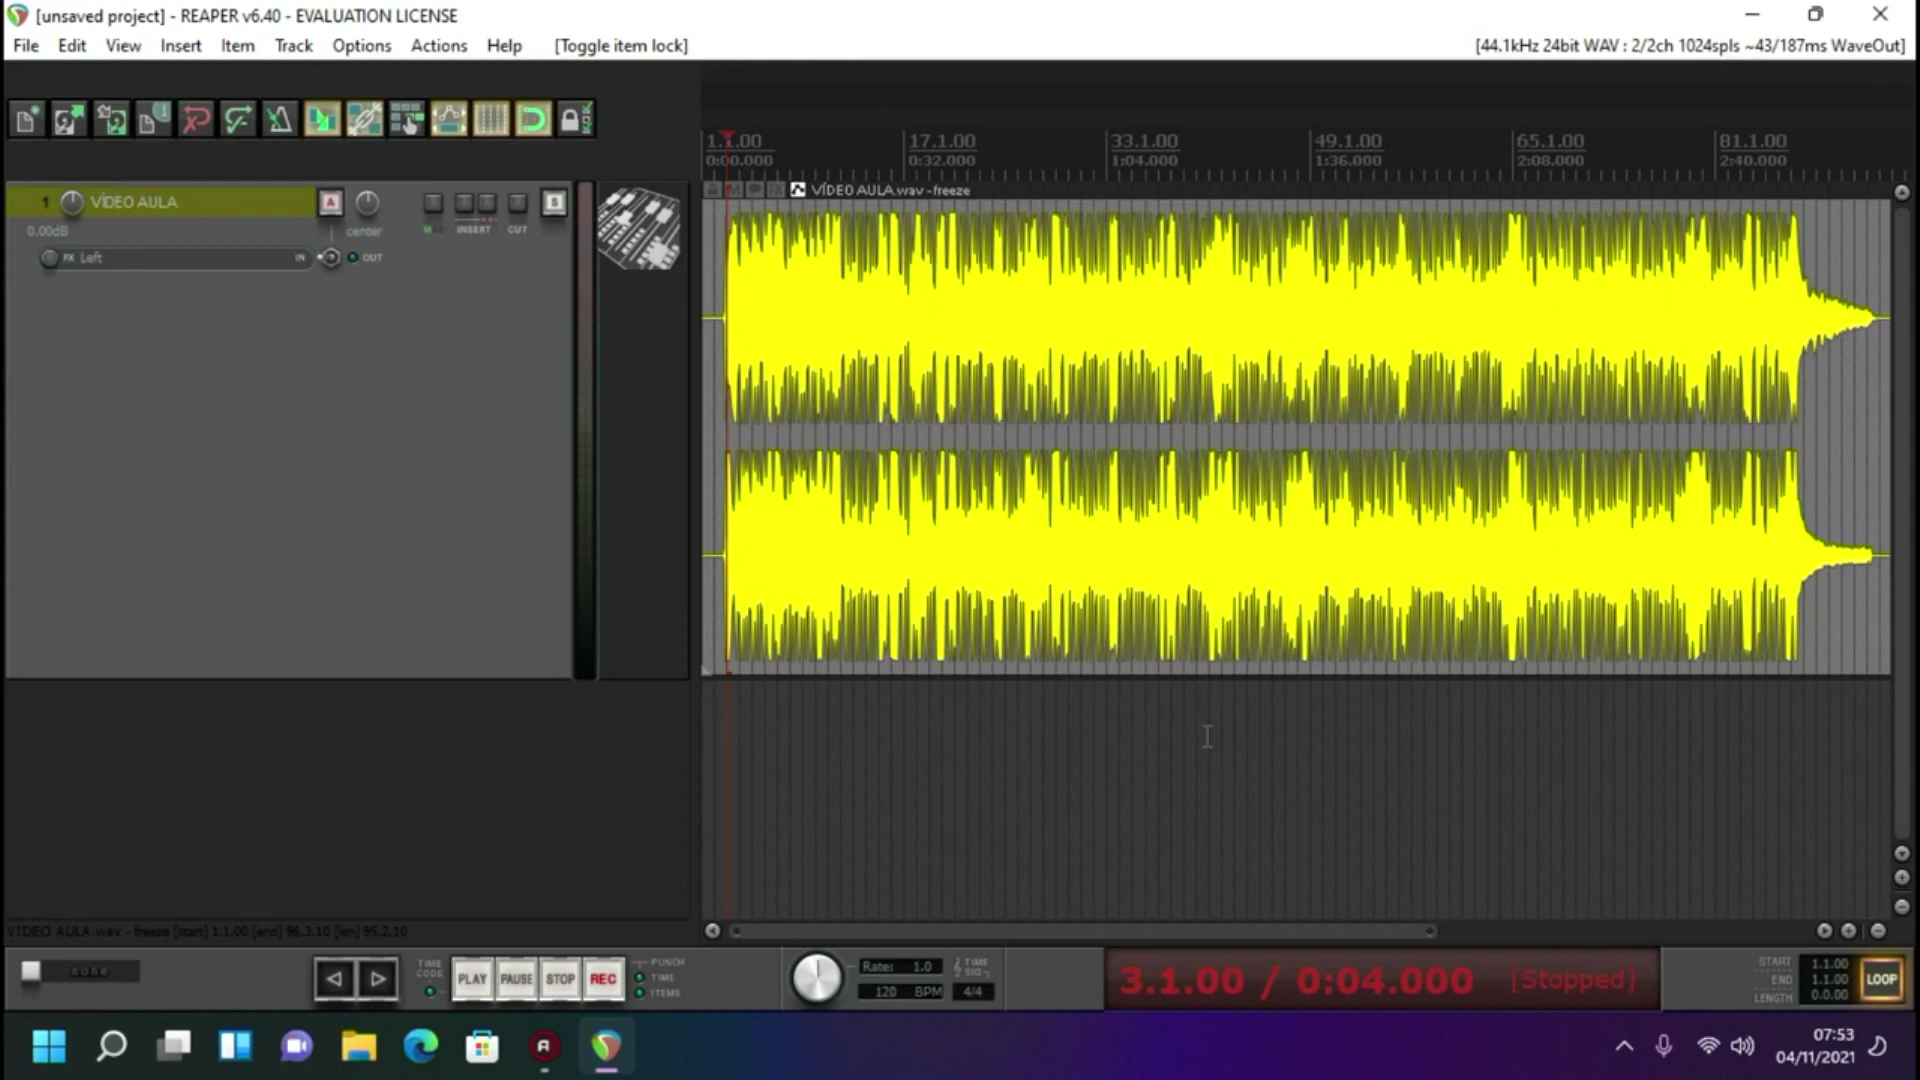 [unsaved project] - REAPER v6.40 - EVALUATION LICENSE
File Edit View Insert Item Track Options Actions Help [Toggle item lock]
[44.1kHz 24bit WAV : 2/2ch 1024spls ~43/187ms WaveOut]
1.1.00 17.1.00 33.1.00 49.1.00 65.1.00 81.1.00
0:00.000 0:32.000 1:04.000 1:36.000 2:08.000 2:40.000
VÍDEO AULA.wav -freeze
1 VÍDEO AULA A S
0.00dB center INSERT CUT
FX Left IN OUT
VÍDEO AULA.wav - freeze [start] 1.1.00 [end] 96.3.10 [len] 95.2.10
none
TIME CODE
PLAY PAUSE STOP REC
PUNCH
TIME
ITEMS
Rate: 1.0
120 BPM
TIME SIG
4/4
3.1.00 / 0:04.000 [Stopped]
START 1.1.00
END 1.1.00
LENGTH 0.0.00
LOOP
07:53
04/11/2021